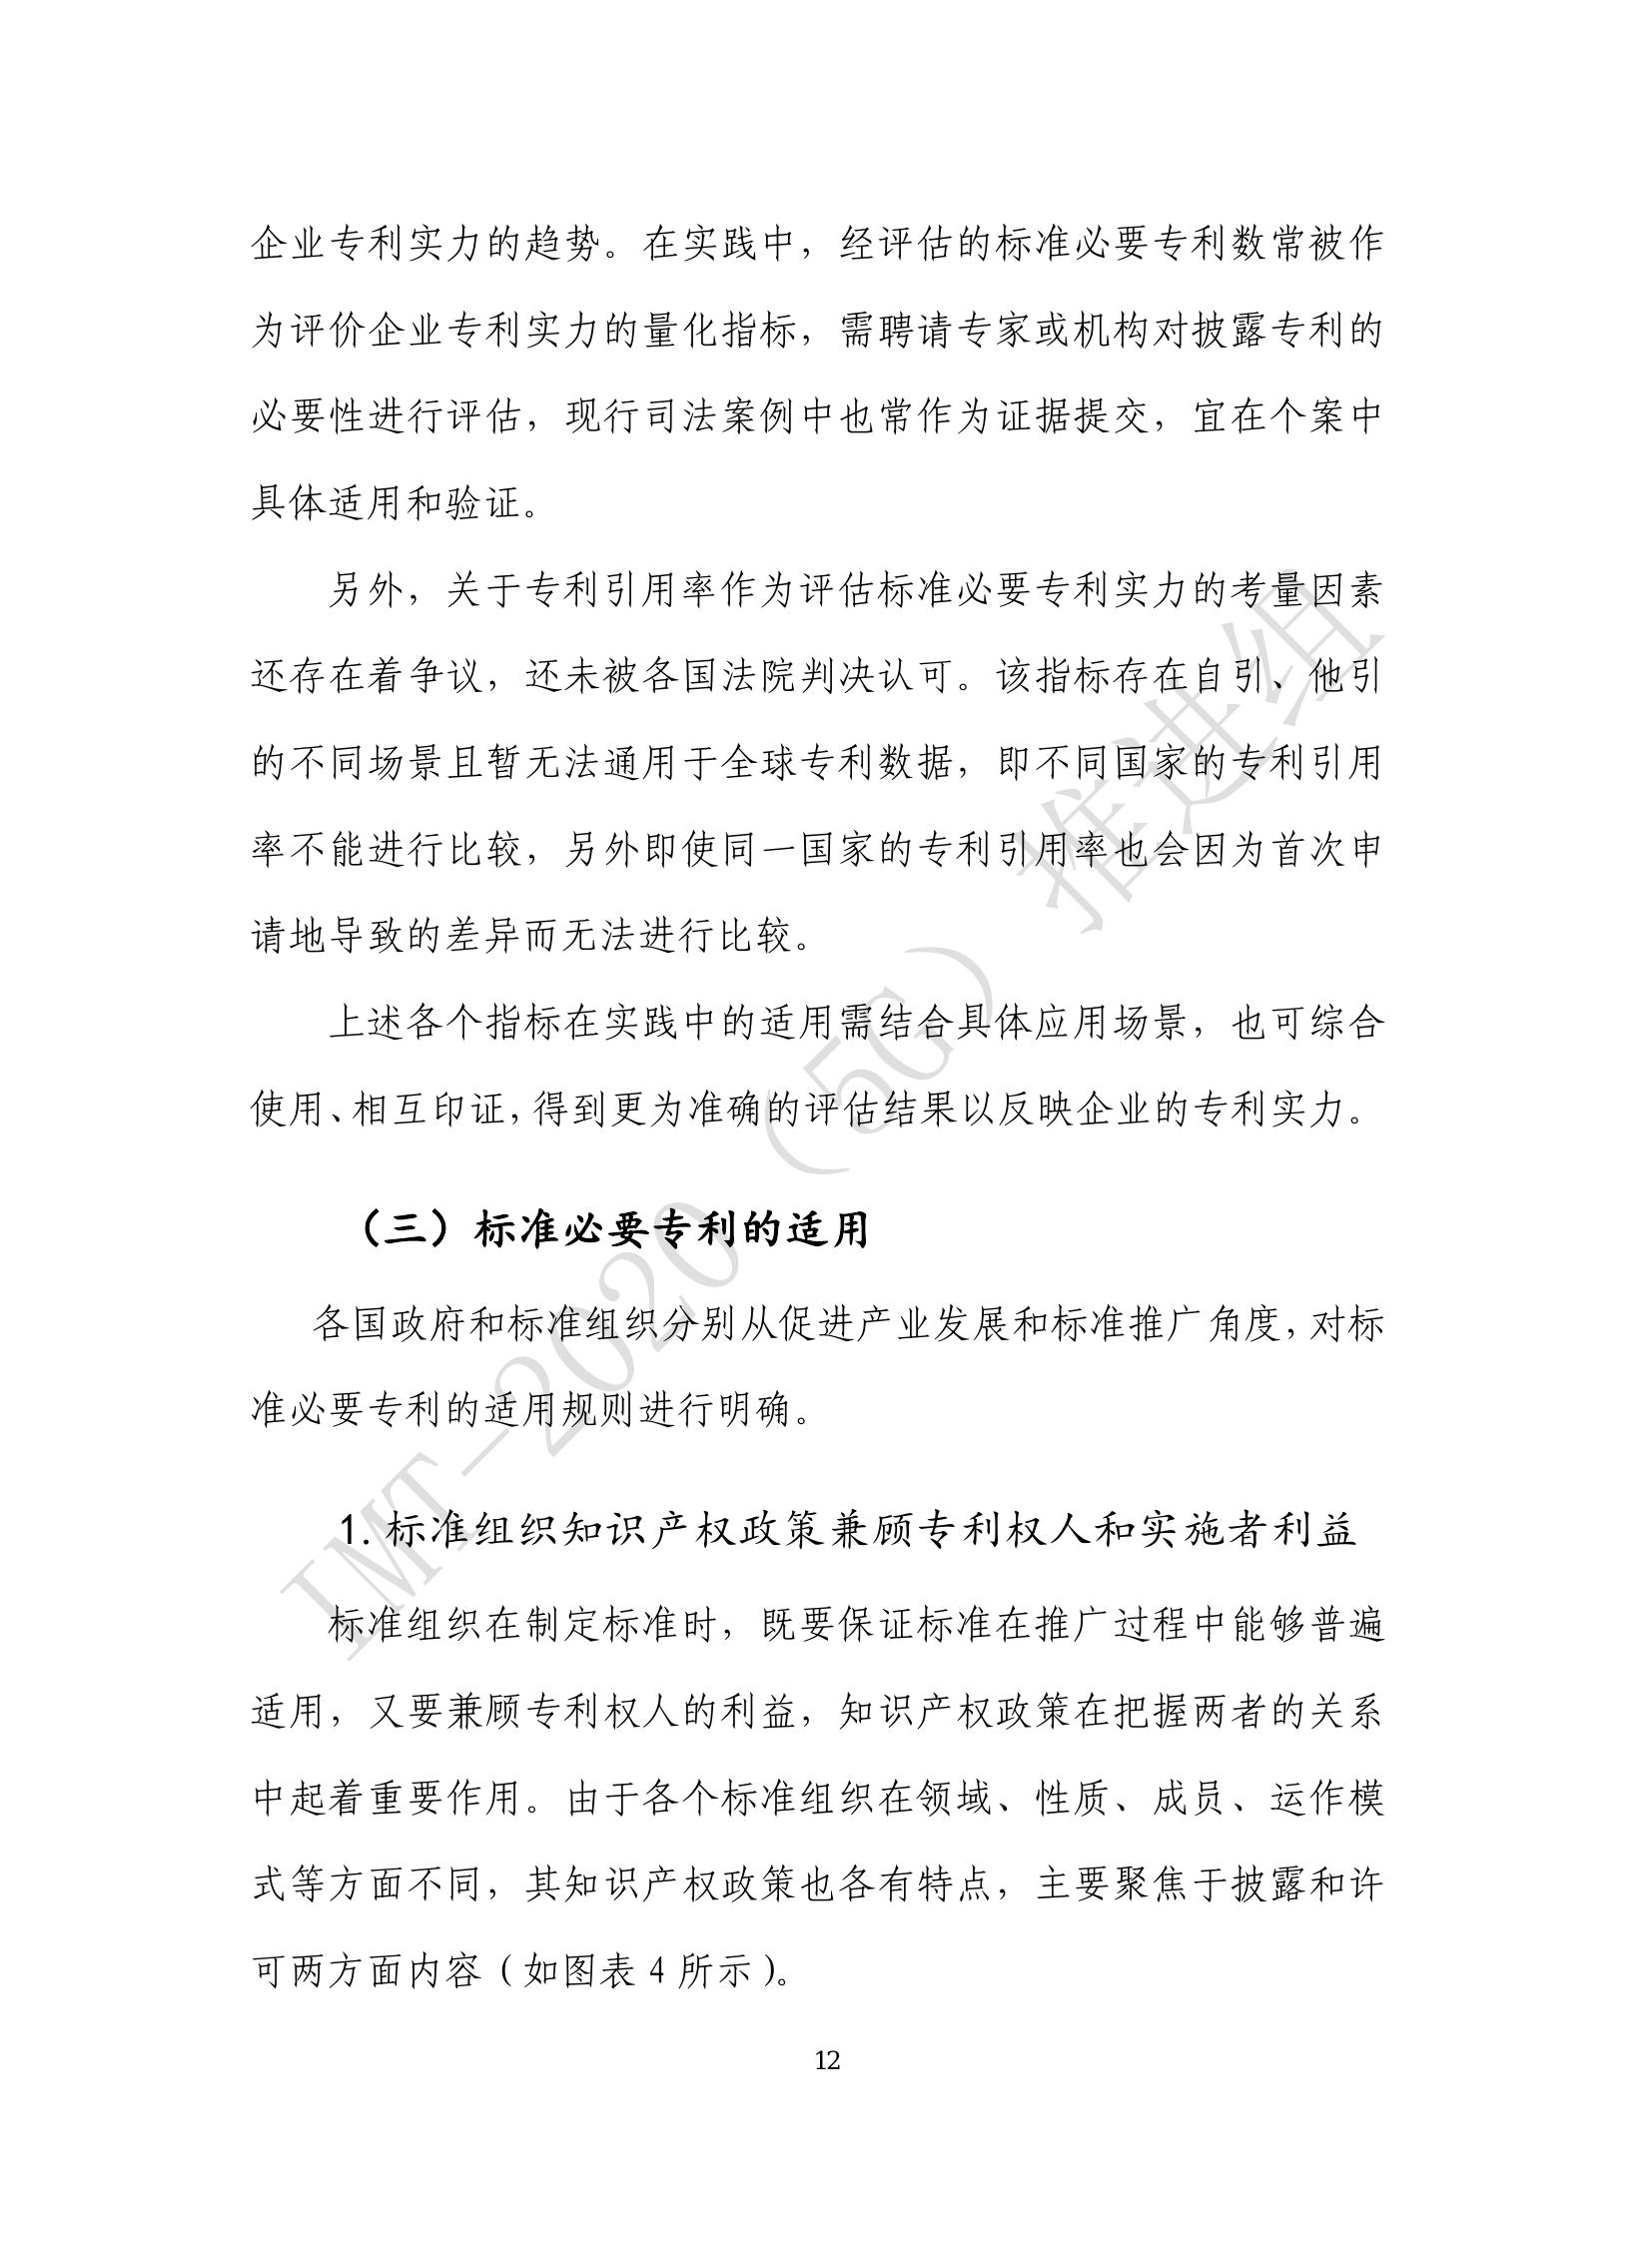 企业专利实力的趋势。在实践中，经评估的标准必要专利数常被作
为评价企业专利实力的量化指标，需聘请专家或机构对披露专利的
必要性进行评估，现行司法案例中也常作为证据提交，宜在个案中
具体适用和验证。
另外，关于专利引用率作为评估标准必要专利实力的考量因素
还存在着争议，还未被各国法院判决认可。该指标存在自引、他引
的不同场景且暂无法通用于全球专利数据，即不同国家的专利引用
率不能进行比较，另外即使同一国家的专利引用率也会因为首次申
请地导致的差异而无法进行比较。
上述各个指标在实践中的适用需结合具体应用场景，也可综合
使用、相互印证，得到更为准确的评估结果以反映企业的专利实力。
（三）标准必要专利的适用
各国政府和标准组织分别从促进产业发展和标准推广角度，对标
准必要专利的适用规则进行明确。
1.标准组织知识产权政策兼顾专利权人和实施者利益
标准组织在制定标准时，既要保证标准在推广过程中能够普遍
适用，又要兼顾专利权人的利益，知识产权政策在把握两者的关系
中起着重要作用。由于各个标准组织在领域、性质、成员、运作模
式等方面不同，其知识产权政策也各有特点，主要聚焦于披露和许
可两方面内容（如图表 4 所示）。
12
IMT-2020（5G）推进组